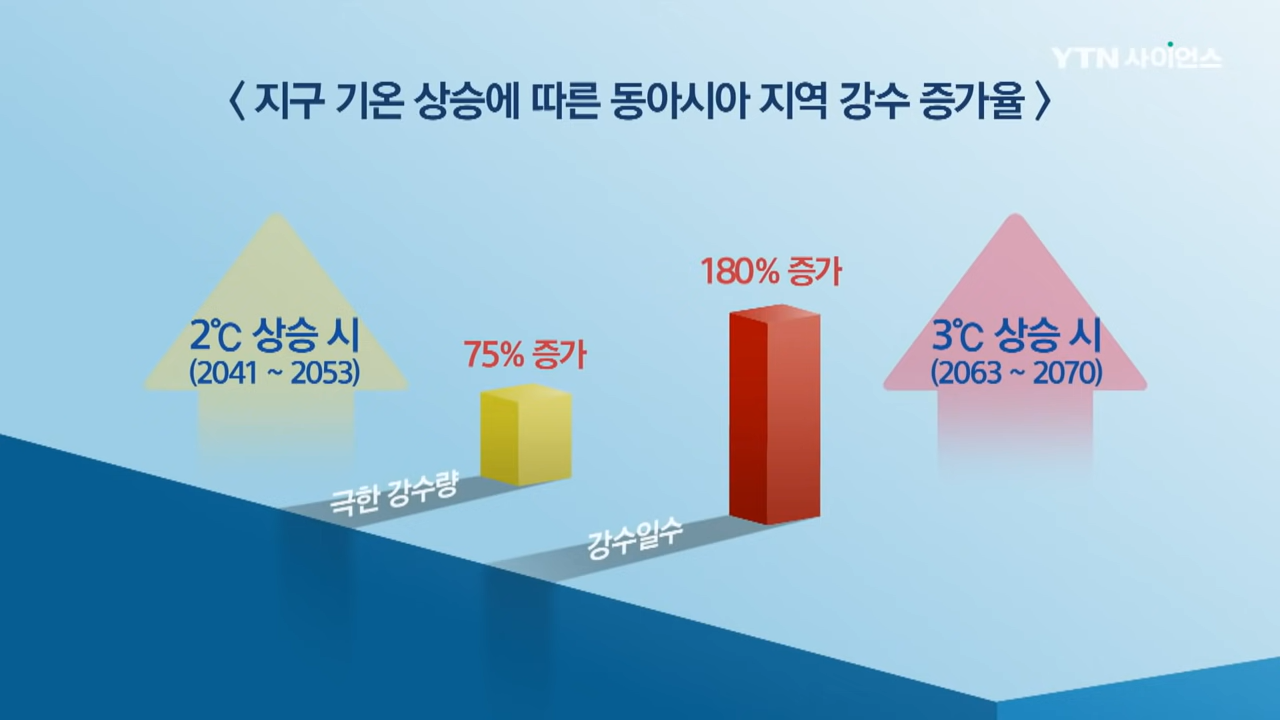 YTN 사이언스
〈 지구 기온 상승에 따른 동아시아 지역 강수 증가율 〉
180% 증가
2℃ 상승 시
(2041 ~ 2053)
75% 증가
3℃ 상승 시
(2063 ~ 2070)
극한 강수량
강수일수